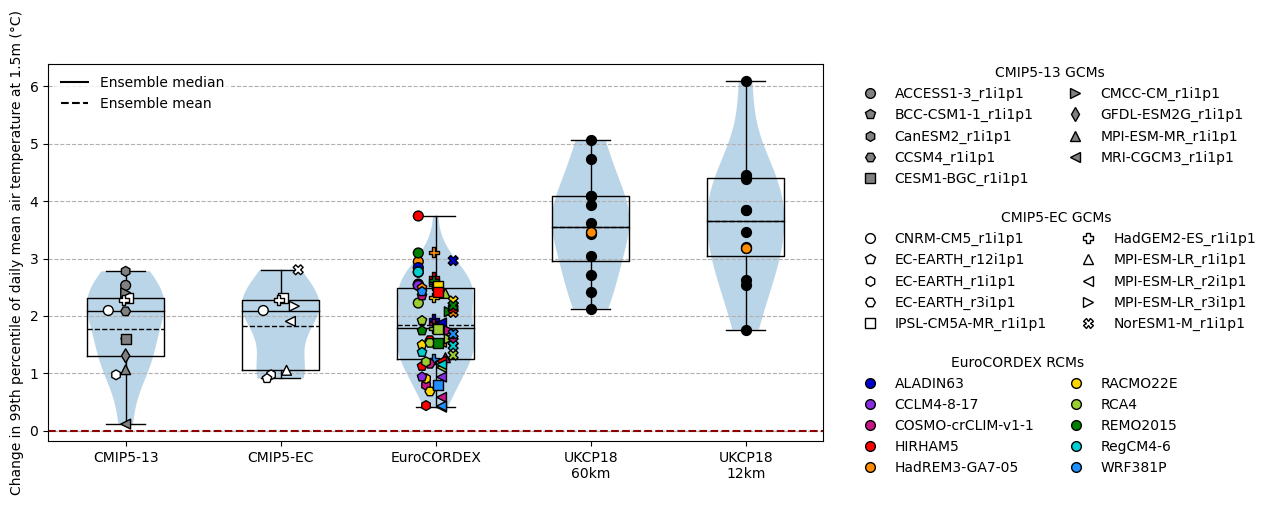 Change in 99th percentile of daily mean air temperature at 1.5m (°C)
6
5
4
3
2
1
0
Ensemble median
Ensemble mean
CMIP5-13
CMIP5-EC
EuroCORDEX
UKCP18
60km
UKCP18
12km
CMIP5-13 GCMs
ACCESS1-3_r1i1p1
BCC-CSM1-1_r1i1p1
CanESM2_r1i1p1
CCSM4_r1i1p1
CESM1-BGC_r1i1p1
CMCC-CM_r1i1p1
GFDL-ESM2G_r1i1p1
MPI-ESM-MR_r1i1p1
MRI-CGCM3_r1i1p1
CMIP5-EC GCMs
CNRM-CM5_r1i1p1
EC-EARTH_r12i1p1
EC-EARTH_r1i1p1
EC-EARTH_r3i1p1
IPSL-CM5A-MR_r1i1p1
HadGEM2-ES_r1i1p1
MPI-ESM-LR_r1i1p1
MPI-ESM-LR_r2i1p1
MPI-ESM-LR_r3i1p1
NorESM1-M_r1i1p1
EuroCORDEX RCMs
ALADIN63
CCLM4-8-17
COSMO-crCLIM-v1-1
HIRHAM5
HadREM3-GA7-05
RACMO22E
RCA4
REMO2015
RegCM4-6
WRF381P